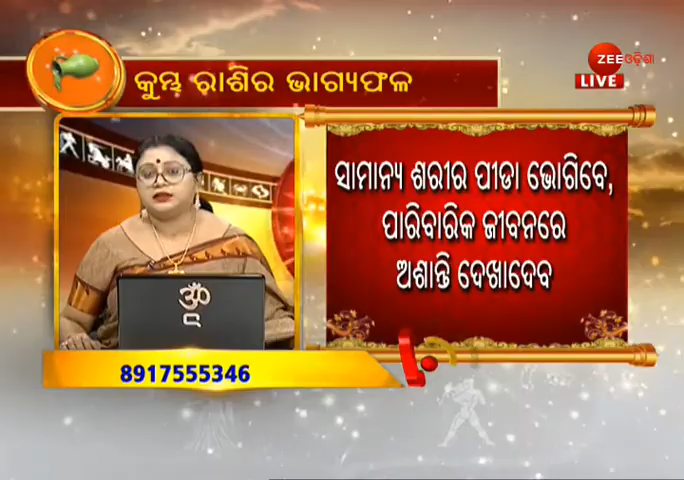 କୁମ୍ଭ ରାଶିର ଭାଗ୍ୟଫଳ
ZEE ଓଡ଼ିଶା
LIVE
ସାମାନ୍ୟ ଶରୀର ପୀଡା ଭୋଗିବେ,
ପାରିବାରିକ ଜୀବନରେ
ଅଶାନ୍ତି ଦେଖାଦେବ
ॐ
8917555346